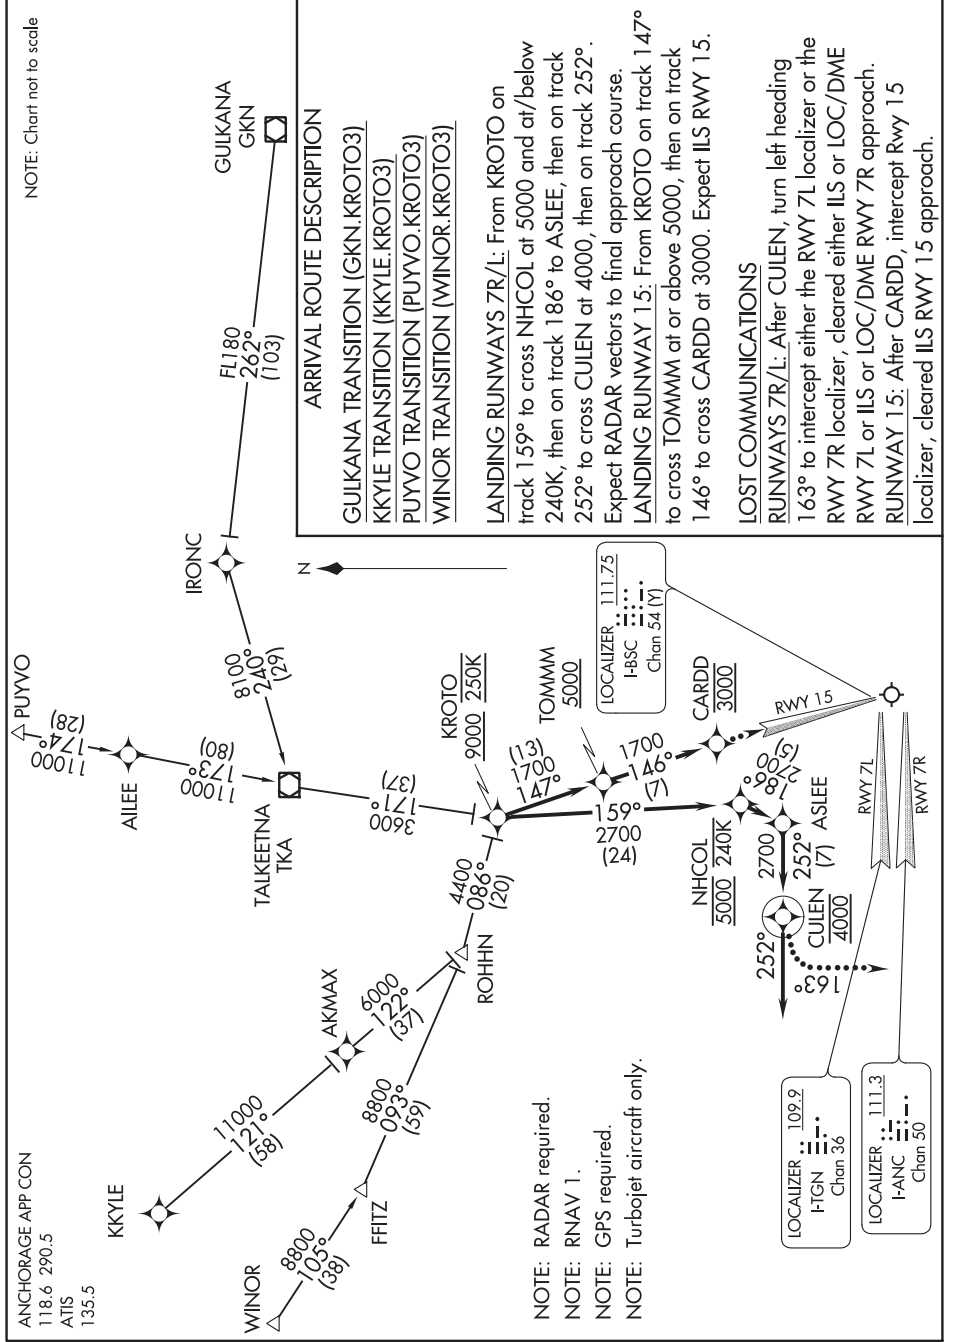 ANCHORAGE APP CON
118.6 290.5
ATIS
135.5
NOTE: Chart not to scale
KKYLE
11000
121°
(58)
AKMAX
6000
122°
(37)
WINOR
8800
105°
(38)
FFITZ
8800
093°
(59)
ROHHN
4400
086°
(20)
PUYVO
11000
174°
(28)
AILEE
11000
173°
(80)
TALKEETNA
TKA
3600
171°
(37)
GULKANA
GKN
FL180
262°
(103)
IRONC
8100
240°
(29)
N
KROTO
9000 250K
(13)
1700
147°
TOMMM
5000
1700
146°
(7)
CARDD
3000
RWY 15
159°
2700
(24)
NHCOL
5000 240K
186°
2700
(5)
ASLEE
2700
252°
(7)
CULEN
4000
252°
163°
RWY 7L
RWY 7R
LOCALIZER 111.75
I-BSC
Chan 54 (Y)
LOCALIZER 109.9
I-TGN
Chan 36
LOCALIZER 111.3
I-ANC
Chan 50
NOTE: RADAR required.
NOTE: RNAV 1.
NOTE: GPS required.
NOTE: Turbojet aircraft only.
ARRIVAL ROUTE DESCRIPTION
GULKANA TRANSITION (GKN.KROTO3)
KKYLE TRANSITION (KKYLE.KROTO3)
PUYVO TRANSITION (PUYVO.KROTO3)
WINOR TRANSITION (WINOR.KROTO3)
LANDING RUNWAYS 7R/L: From KROTO on
track 159° to cross NHCOL at 5000 and at/below
240K, then on track 186° to ASLEE, then on track
252° to cross CULEN at 4000, then on track 252°.
Expect RADAR vectors to final approach course.
LANDING RUNWAY 15: From KROTO on track 147°
to cross TOMMM at or above 5000, then on track
146° to cross CARDD at 3000. Expect ILS RWY 15.
LOST COMMUNICATIONS
RUNWAYS 7R/L: After CULEN, turn left heading
163° to intercept either the RWY 7L localizer or the
RWY 7R localizer, cleared either ILS or LOC/DME
RWY 7L or ILS or LOC/DME RWY 7R approach.
RUNWAY 15: After CARDD, intercept Rwy 15
localizer, cleared ILS RWY 15 approach.